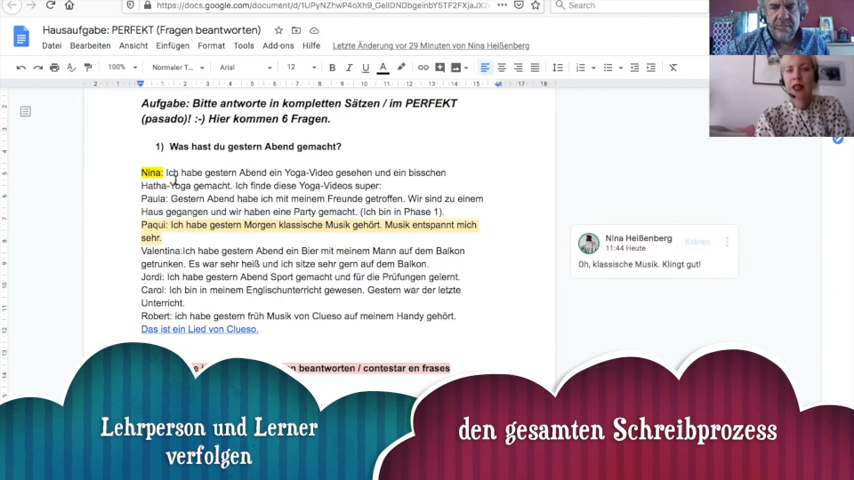 https://docs.google.com/document/d/1UPyNZhwP4oXh9_GelIDNDbgeinbY5TF2FXjaJX2
Search
Hausaufgabe: PERFEKT (Fragen beantworten)
Datei Bearbeiten Ansicht Einfügen Format Tools Add-ons Hilfe Letzte Änderung vor 29 Minuten von Nina Heißenberg
100% Normaler T... Arial 12 B I U A
Aufgabe: Bitte antworte in kompletten Sätzen / im PERFEKT
(pasado)! :-) Hier kommen 6 Fragen.
1) Was hast du gestern Abend gemacht?
Nina: Ich habe gestern Abend ein Yoga-Video gesehen und ein bisschen
Hatha-Yoga gemacht. Ich finde diese Yoga-Videos super:
Paula: Gestern Abend habe ich mit meinem Freunde getroffen. Wir sind zu einem
Haus gegangen und wir haben eine Party gemacht. (Ich bin in Phase 1).
Paqui: Ich habe gestern Morgen klassische Musik gehört. Musik entspannt mich
sehr.
Valentina:Ich habe gestern Abend ein Bier mit meinem Mann auf dem Balkon
getrunken. Es war sehr heiß und ich sitze sehr gern auf dem Balkon.
Jordi: Ich habe gestern Abend Sport gemacht und für die Prüfungen gelernt.
Carol: Ich bin in meinem Englischunterricht gewesen. Gestern war der letzte
Unterricht.
Robert: ich habe gestern früh Musik von Clueso auf meinem Handy gehört.
Das ist ein Lied von Clueso.
Nina Heißenberg
11:44 Heute
Klären
Oh, klassische Musik. Klingt gut!
beantworten / contestar en frases
Lehrperson und Lerner
verfolgen
den gesamten Schreibprozess